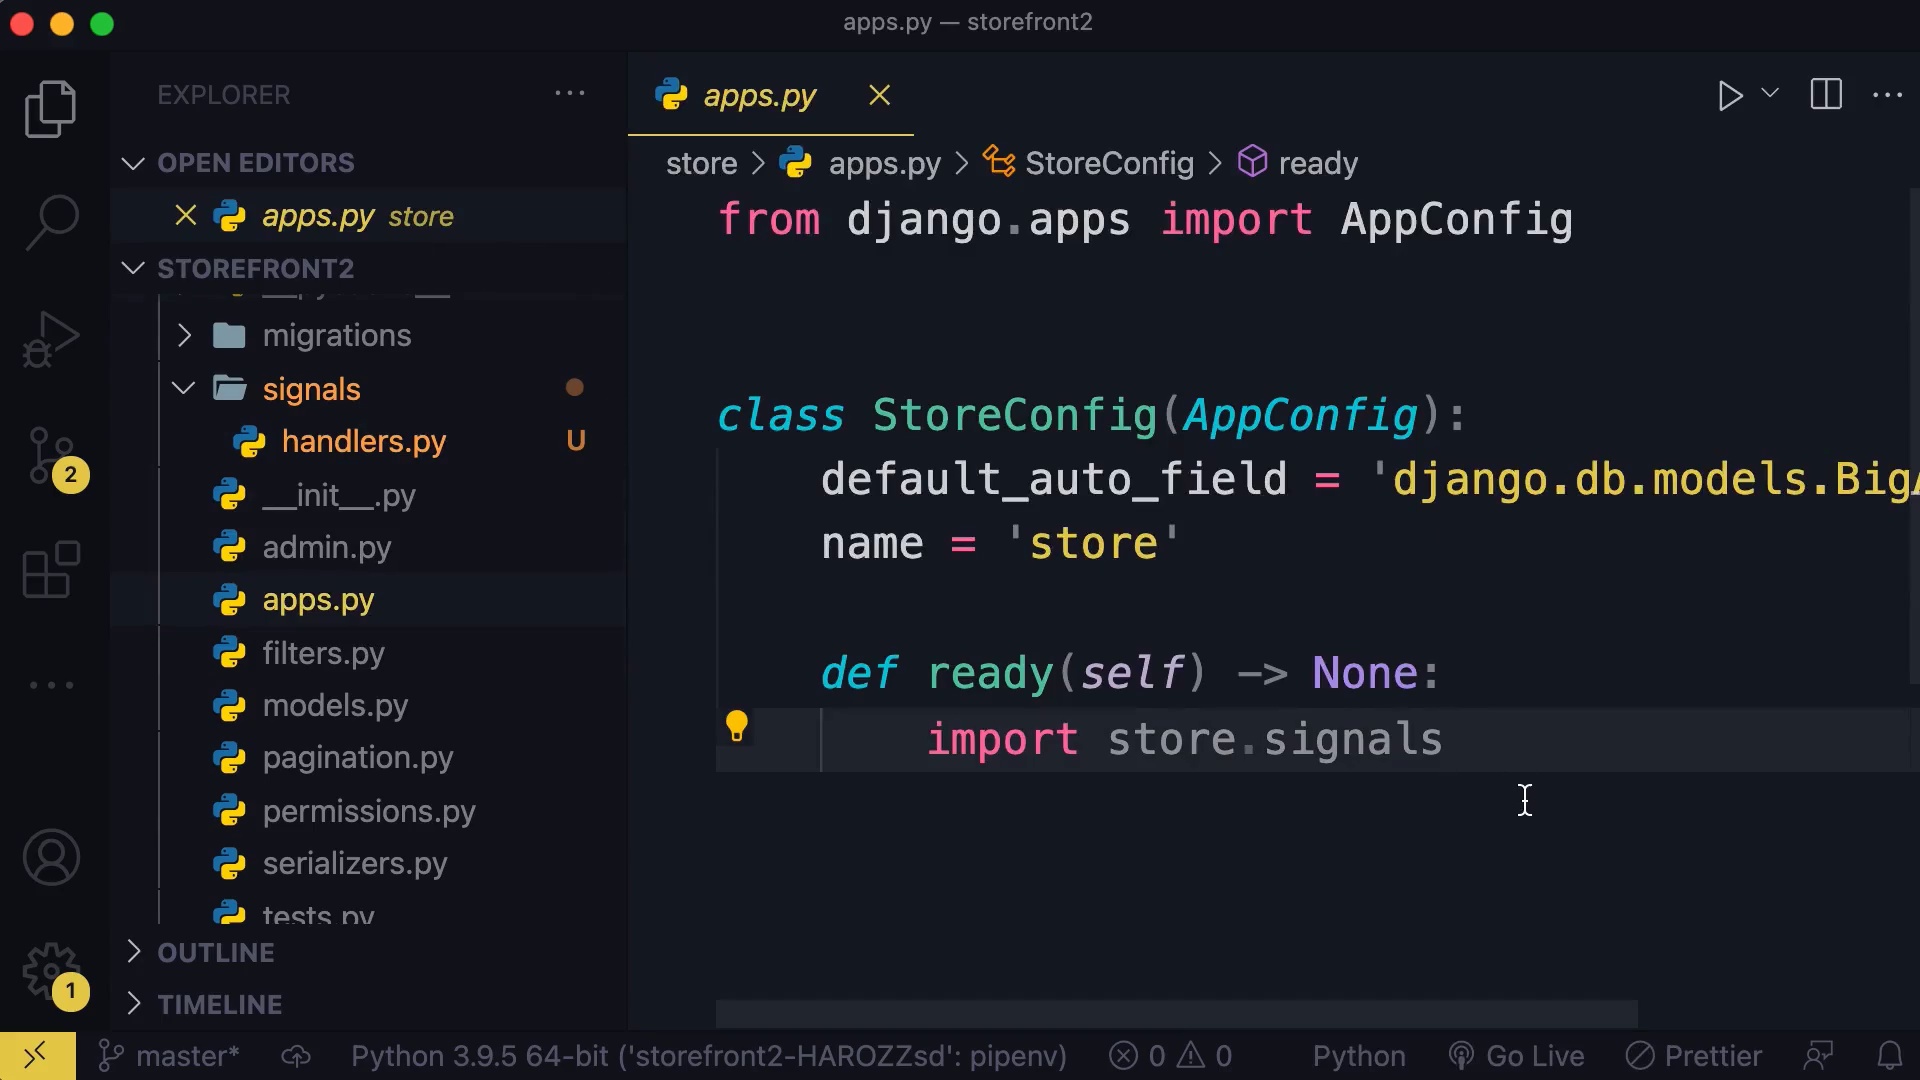 apps.py — storefront2
EXPLORER
OPEN EDITORS
apps.py store
STOREFRONT2
migrations
signals
handlers.py U
__init__.py
admin.py
apps.py
filters.py
models.py
pagination.py
permissions.py
serializers.py
tests.py
OUTLINE
TIMELINE
2
1
apps.py
store > apps.py > StoreConfig > ready
from django.apps import AppConfig
class StoreConfig(AppConfig):
default_auto_field = 'django.db.models.Big
name = 'store'
def ready(self) -> None:
import store.signals
master* Python 3.9.5 64-bit ('storefront2-HAROZZsd': pipenv) 0 0 Python Go Live Prettier